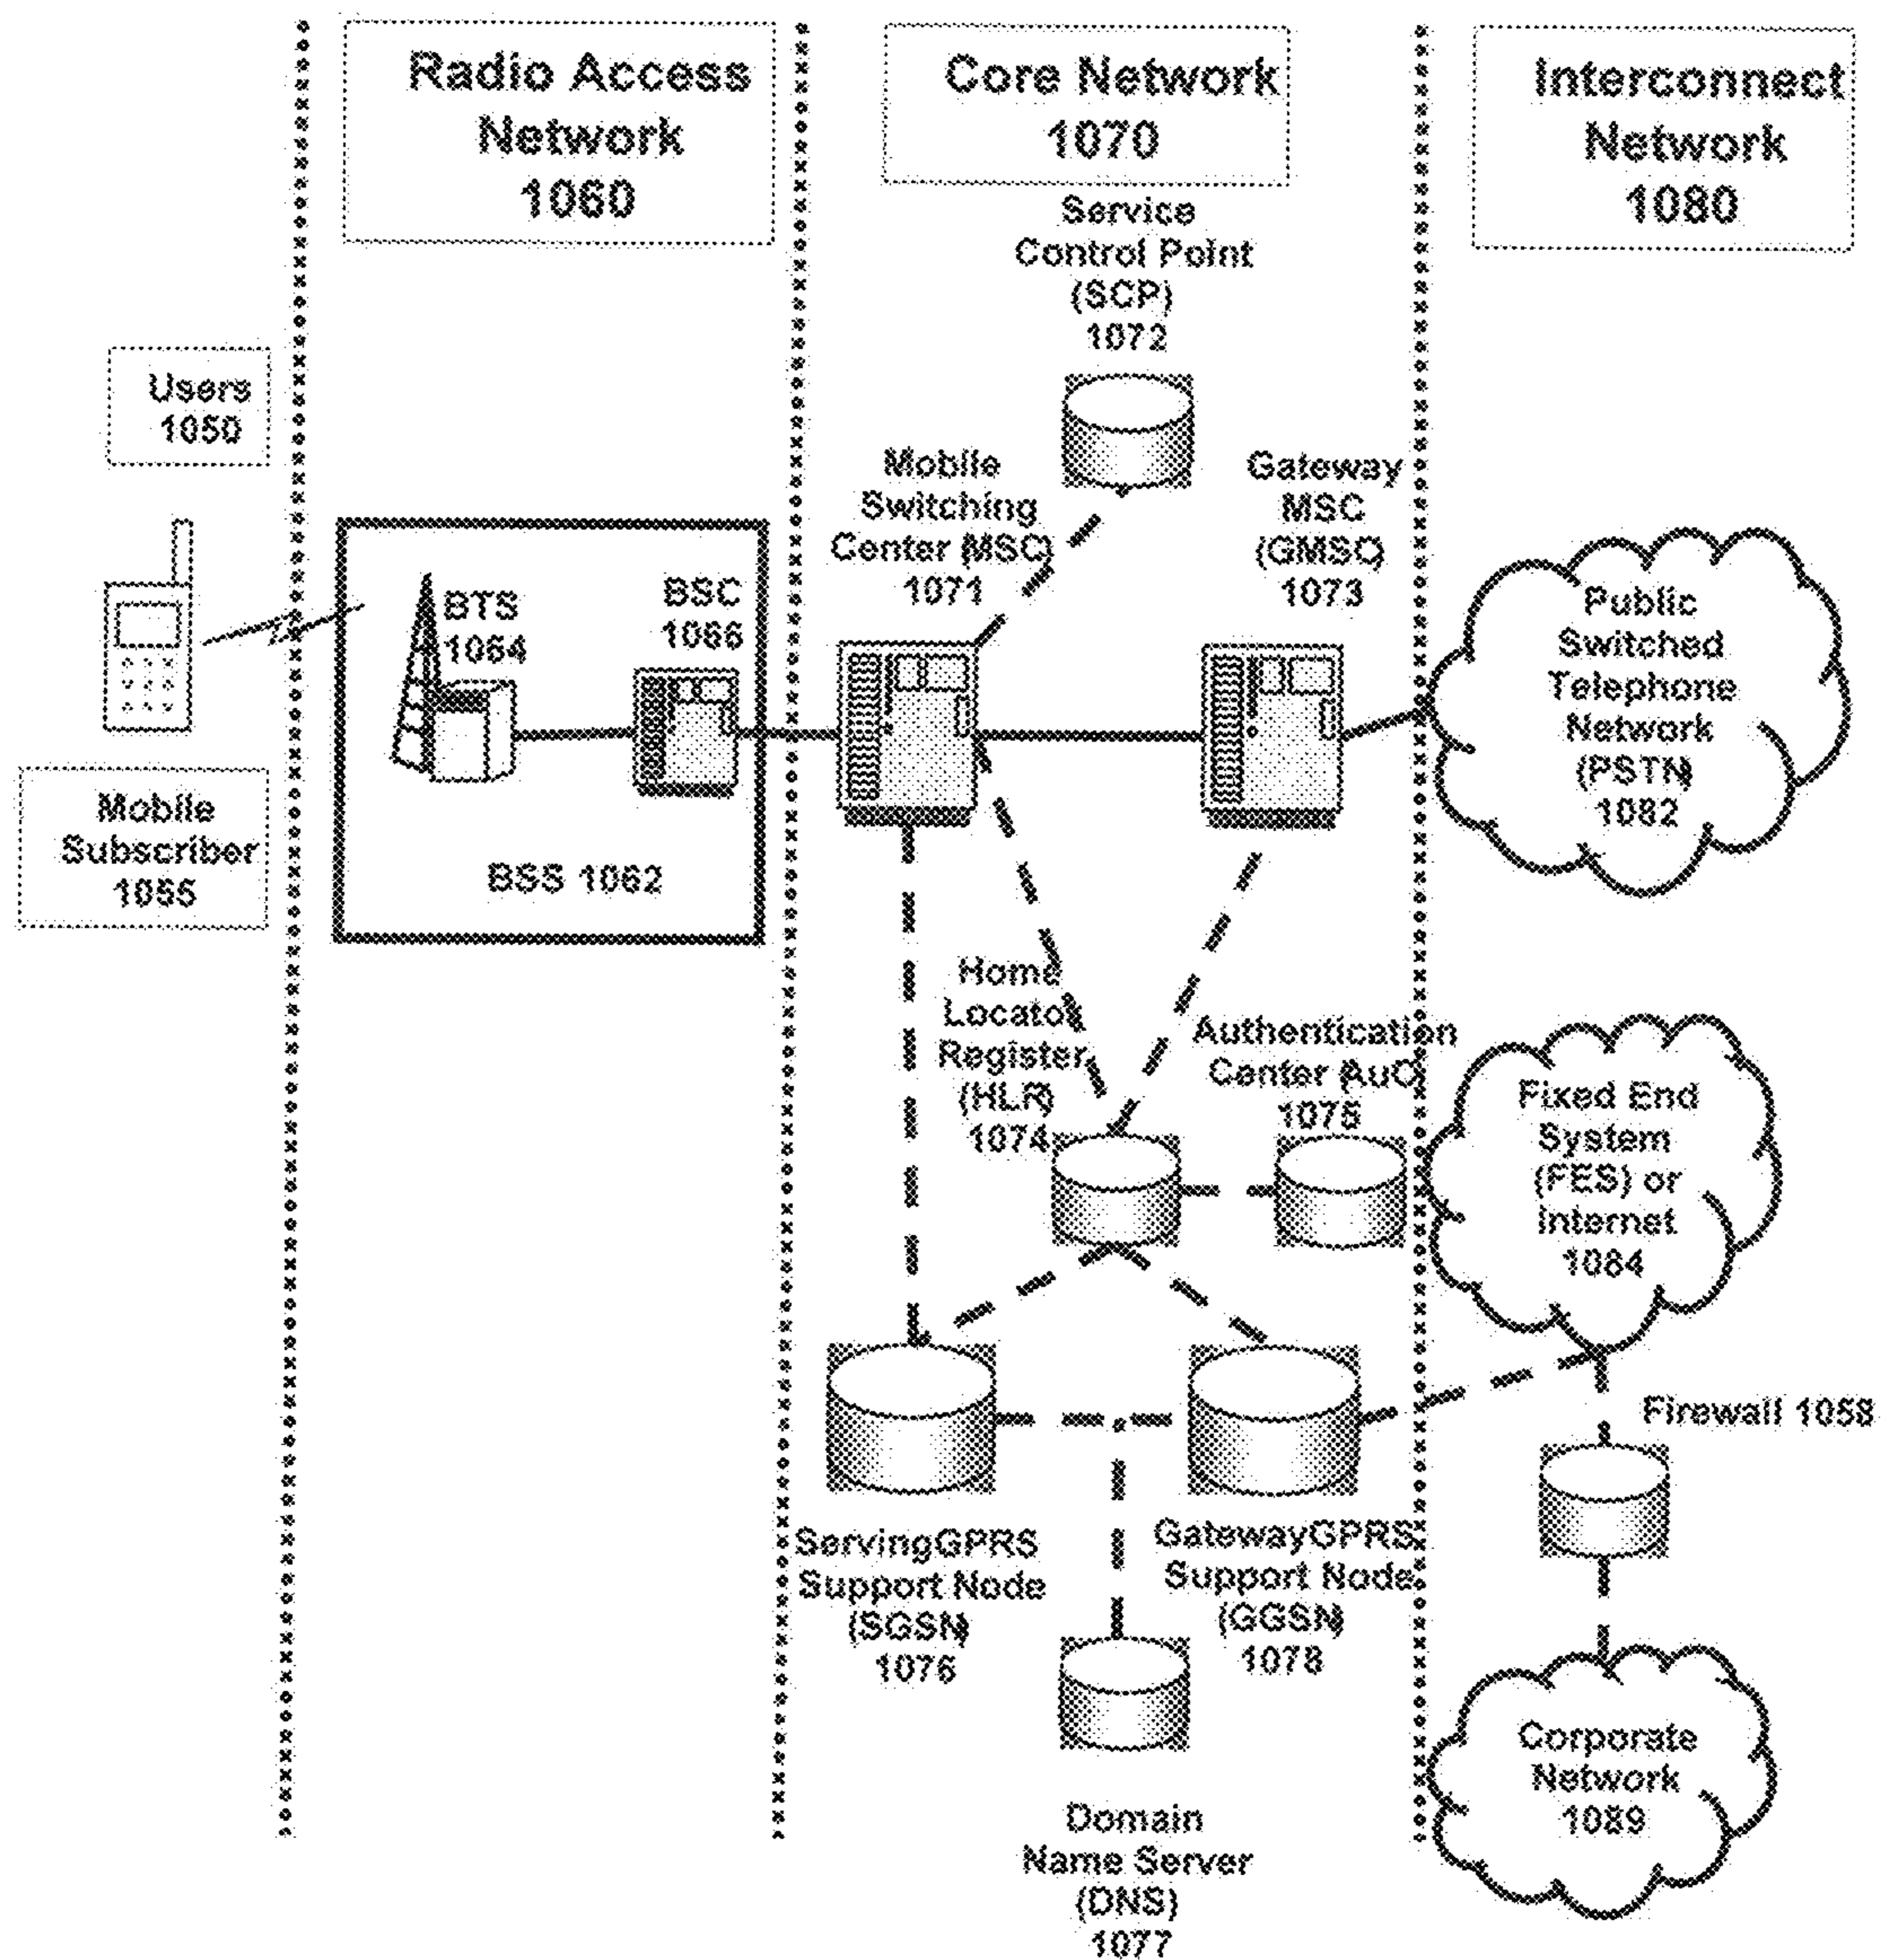 Radio Access
Network
1060
Core Network
1070
Interconnect
Network
1080
Service
Control Point
(SCP)
1072
Users
1050
Mobile
Switching
Center (MSC)
1071
Gateway
MSC
(GMSC)
1073
BTS
1064
BSC
1066
Public
Switched
Telephone
Network
(PSTN)
1082
Mobile
Subscriber
1055
BSS 1062
Home
Locator
Register
(HLR)
1074
Authentication
Center (AuC)
1075
Fixed End
System
(FES) or
Internet
1084
Firewall 1058
ServingGPRS
Support Node
(SGSN)
1076
GatewayGPRS
Support Node
(GGSN)
1078
Corporate
Network
1089
Domain
Name Server
(DNS)
1077